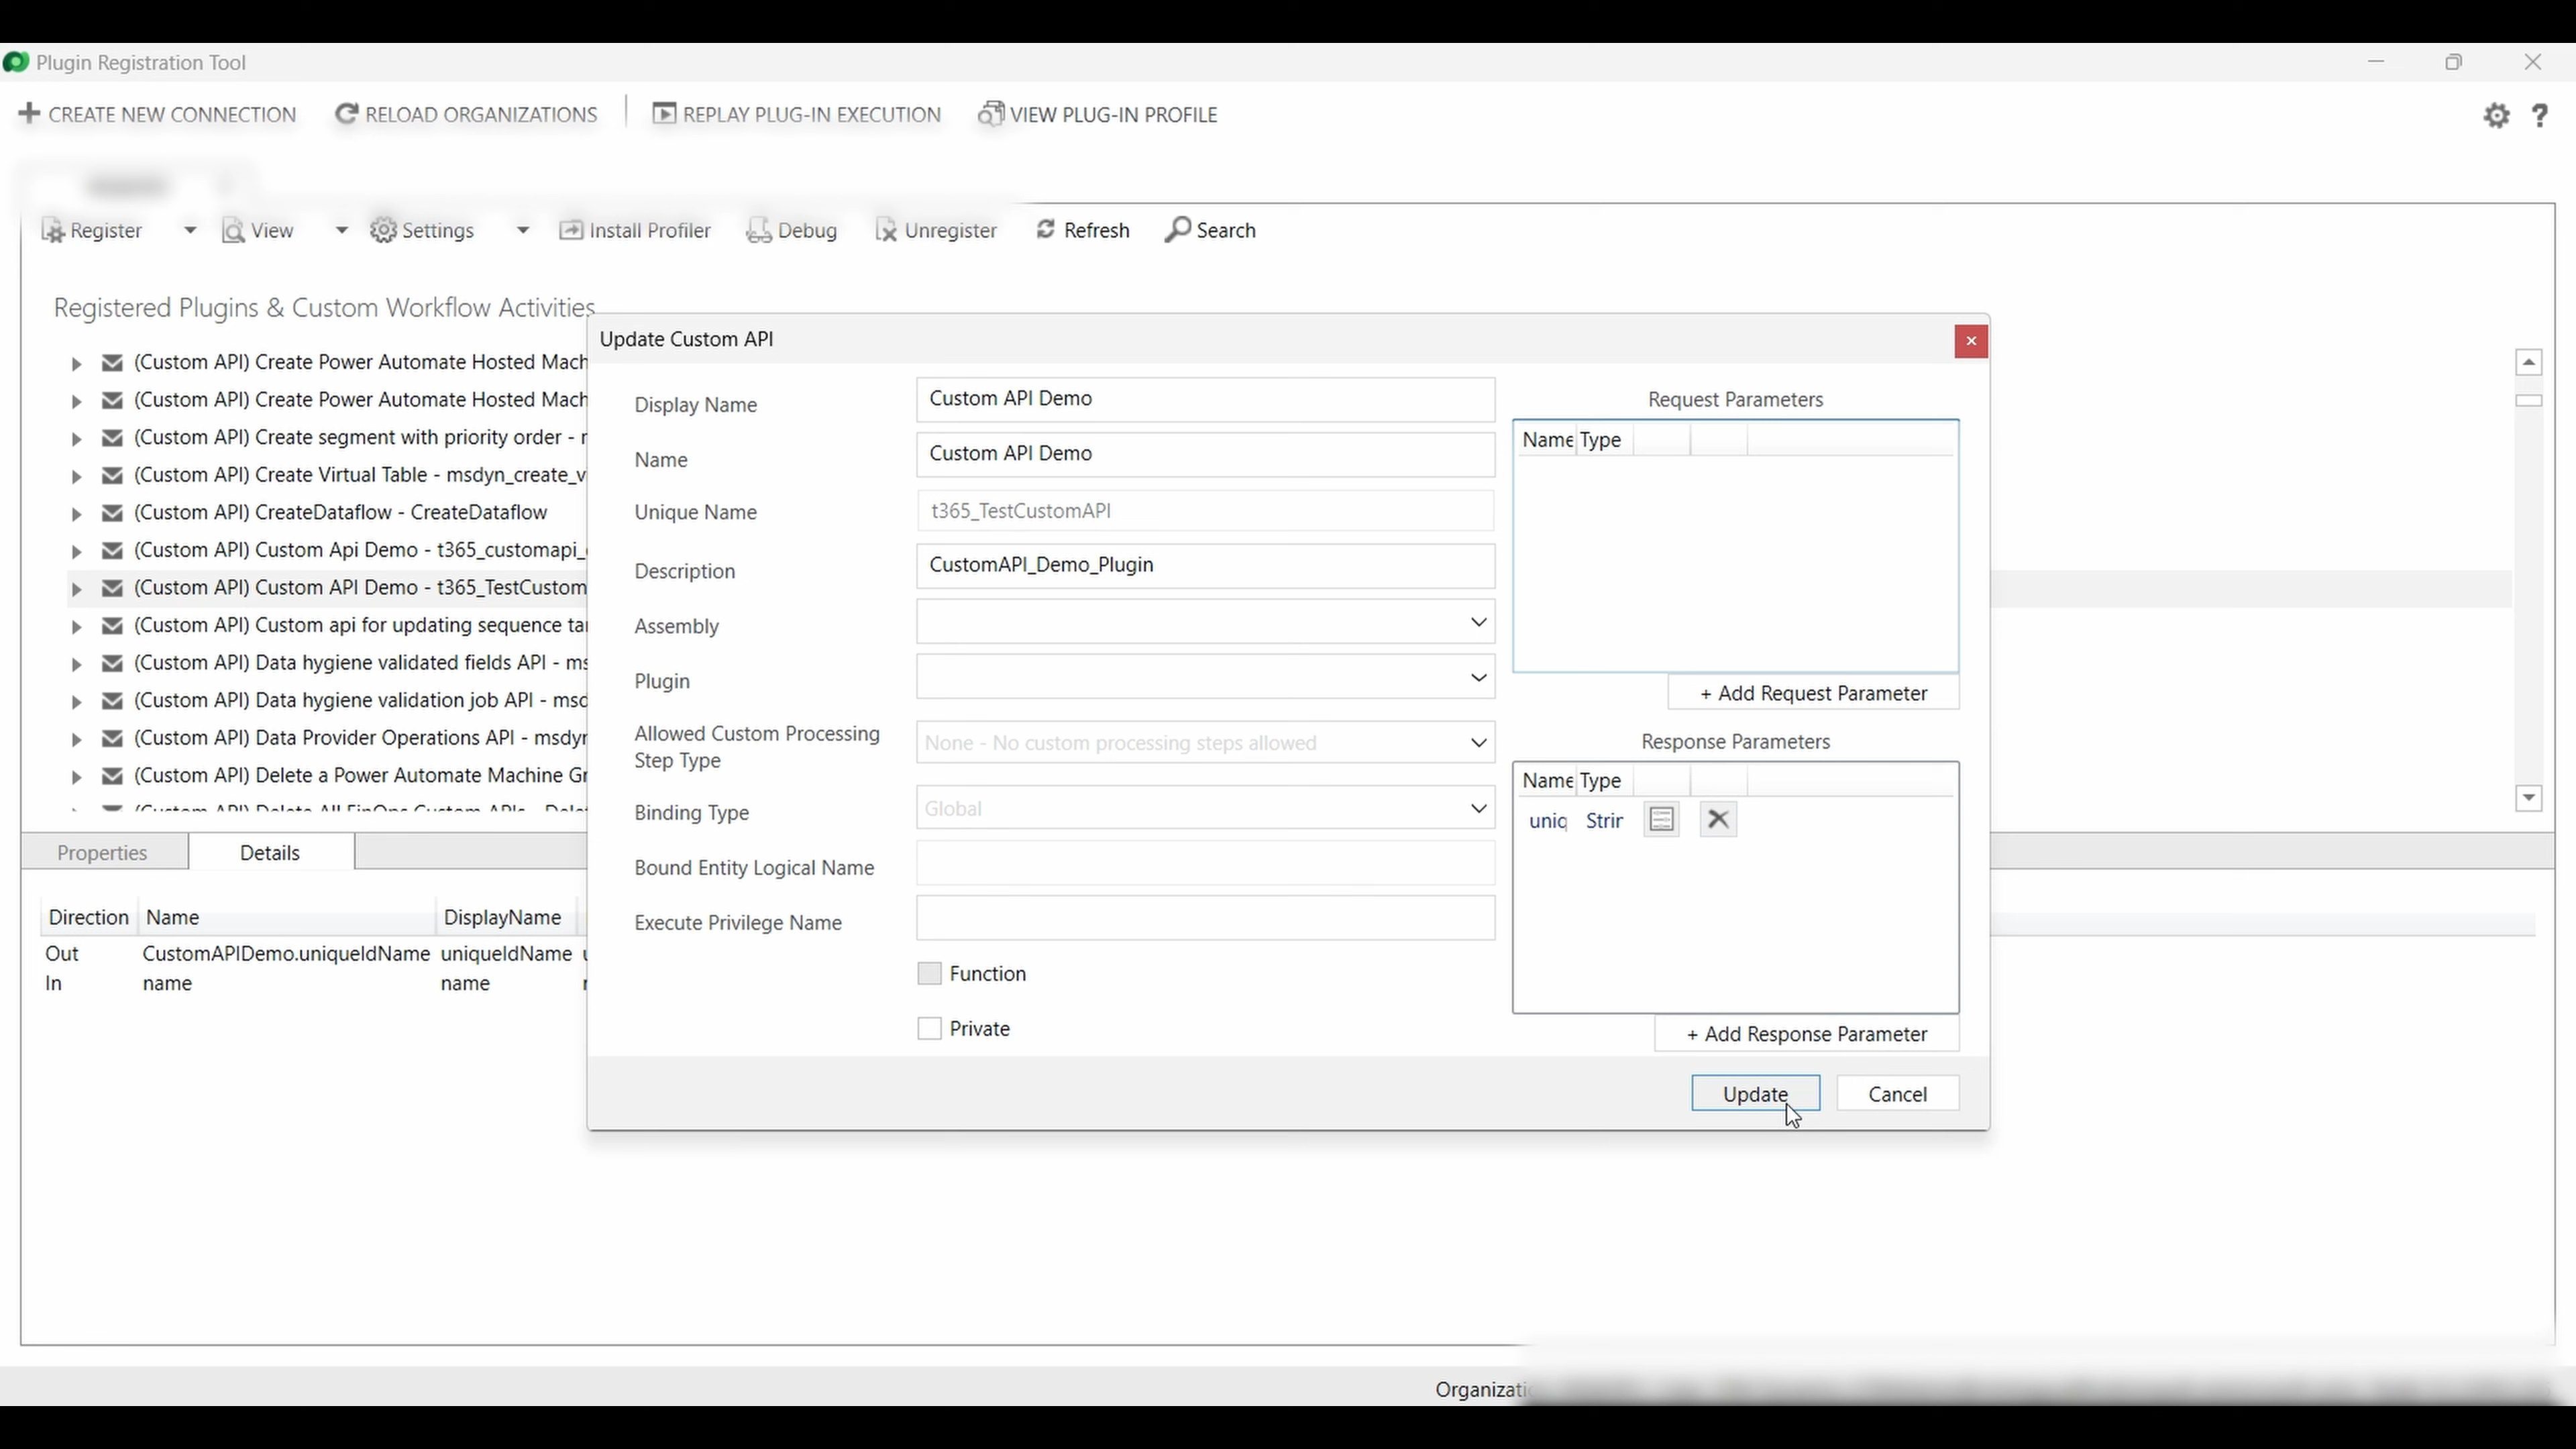 Plugin Registration Tool
CREATE NEW CONNECTION RELOAD ORGANIZATIONS REPLAY PLUG-IN EXECUTION VIEW PLUG-IN PROFILE
Register View Settings Install Profiler Debug Unregister Refresh Search
Registered Plugins & Custom Workflow Activities
(Custom API) Create Power Automate Hosted Mach
(Custom API) Create Power Automate Hosted Mach
(Custom API) Create segment with priority order -
(Custom API) Create Virtual Table - msdyn_create_v
(Custom API) CreateDataflow - CreateDataflow
(Custom API) Custom Api Demo - t365_customapi_
(Custom API) Custom API Demo - t365_TestCustom
(Custom API) Custom api for updating sequence ta
(Custom API) Data hygiene validated fields API - ms
(Custom API) Data hygiene validation job API - msd
(Custom API) Data Provider Operations API - msdyn
(Custom API) Delete a Power Automate Machine Gr
(Custom API) Delete All FinOps Custom APIs - Dele
Properties Details
Direction Name DisplayName
Out CustomAPIDemo.uniqueIdName uniqueIdName
In name name
Update Custom API
Display Name Custom API Demo
Name Custom API Demo
Unique Name t365_TestCustomAPI
Description CustomAPI_Demo_Plugin
Assembly
Plugin
Allowed Custom Processing
Step Type
None - No custom processing steps allowed
Binding Type Global
Bound Entity Logical Name
Execute Privilege Name
Function
Private
Request Parameters
Name Type
+ Add Request Parameter
Response Parameters
Name Type
uniq Strir
+ Add Response Parameter
Update Cancel
Organizati